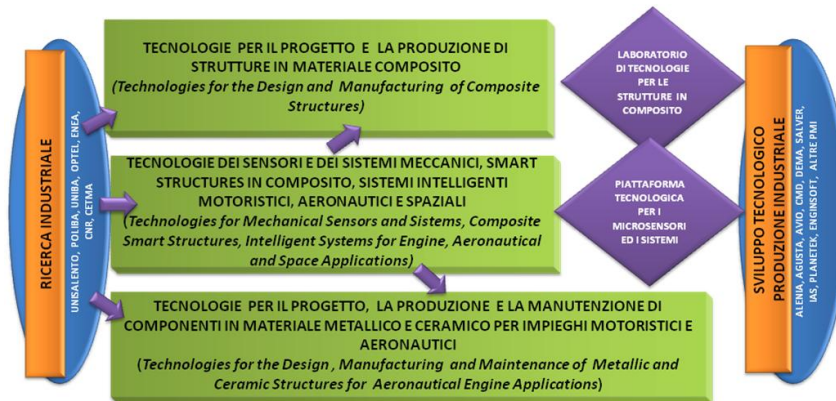 RICERCA INDUSTRIALE
UNISALENTO, POLIBA, UNIBA, OPTEL, ENEA,
CNR, CETMA
TECNOLOGIE PER IL PROGETTO E LA PRODUZIONE DI
STRUTTURE IN MATERIALE COMPOSITO
(Technologies for the Design and Manufacturing of Composite
Structures)
TECNOLOGIE DEI SENSORI E DEI SISTEMI MECCANICI, SMART
STRUCTURES IN COMPOSITO, SISTEMI INTELLIGENTI
MOTORISTICI, AERONAUTICI E SPAZIALI
(Technologies for Mechanical Sensors and Sistems, Composite
Smart Structures, Intelligent Systems for Engine, Aeronautical
and Space Applications)
TECNOLOGIE PER IL PROGETTO, LA PRODUZIONE E LA MANUTENZIONE DI
COMPONENTI IN MATERIALE METALLICO E CERAMICO PER IMPIEGHI MOTORISTICI E
AERONAUTICI
(Technologies for the Design , Manufacturing and Maintenance of Metallic and
Ceramic Structures for Aeronautical Engine Applications)
LABORATORIO
DI TECNOLOGIE
PER LE
STRUTTURE IN
COMPOSITO
PIATTAFORMA
TECNOLOGICA
PER I
MICROSENSORI
ED I SISTEMI
SVILUPPO TECNOLOGICO
PRODUZIONE INDUSTRIALE
ALENIA, AGUSTA, AVIO, CMD, DEMA, SALVER,
IAS, PLANETEK, ENGINSOFT, ALTRE PMI